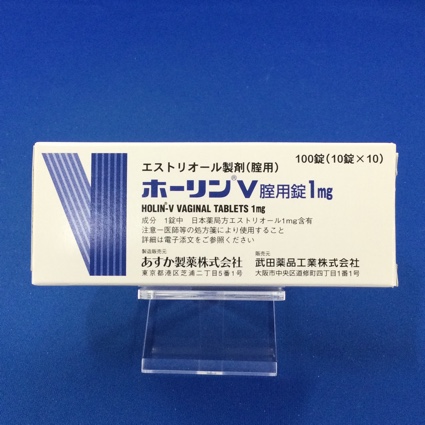 エストリオール製剤(腟用)
100錠(10錠×10)
ホーリン®V腟用錠1mg
HOLIN®-V VAGINAL TABLETS 1mg
成分 1錠中 日本薬局方エストリオール1mg含有
注意―医師等の処方箋により使用すること
詳細は電子添文をご参照ください
製造販売元
あすか製薬株式会社
東京都港区芝浦二丁目5番1号
販売元
武田薬品工業株式会社
大阪市中央区道修町四丁目1番1号